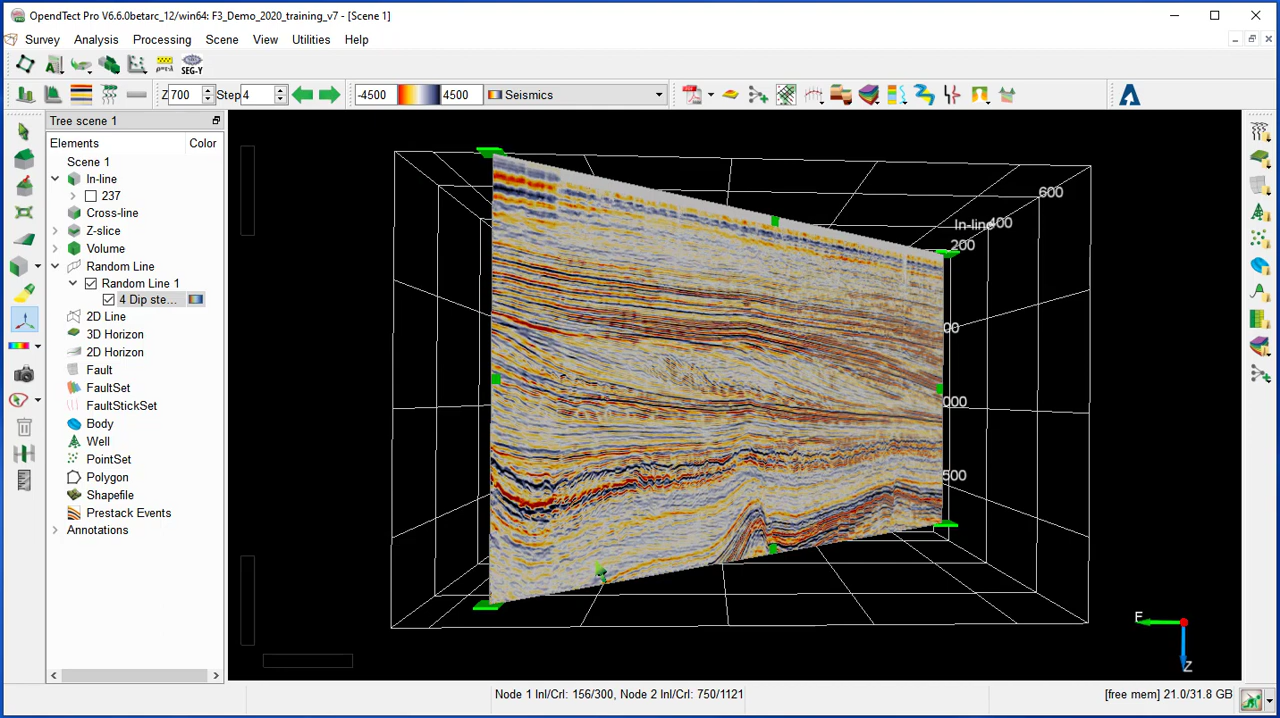 OpendTect Pro V6.6.0betarc_12/win64: F3_Demo_2020_training_v7 - [Scene 1]
Survey Analysis Processing Scene View Utilities Help
SEG-Y
Z 700 Step 4 -4500 4500 Seismics
Tree scene 1
Elements Color
Scene 1
In-line
237
Cross-line
Z-slice
Volume
Random Line
Random Line 1
4 Dip ste...
2D Line
3D Horizon
2D Horizon
Fault
FaultSet
FaultStickSet
Body
Well
PointSet
Polygon
Shapefile
Prestack Events
Annotations
600
In-line 400
200
00
000
500
Z
Node 1 Inl/Crl: 156/300, Node 2 Inl/Crl: 750/1121
[free mem] 21.0/31.8 GB